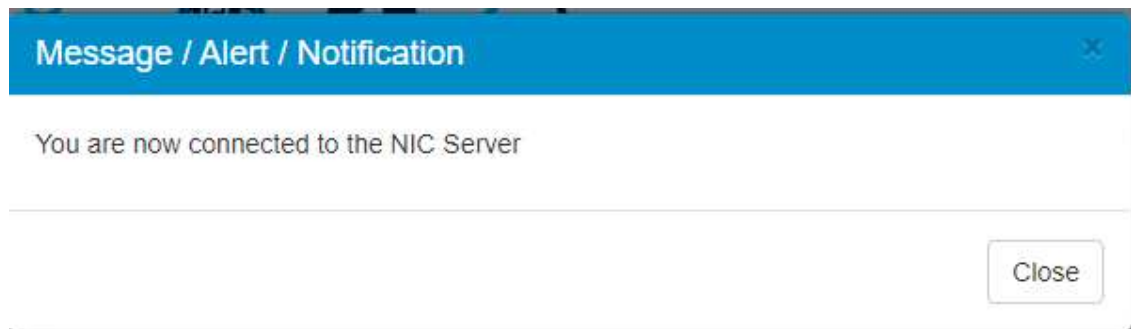 Message / Alert / Notification
×
You are now connected to the NIC Server
Close